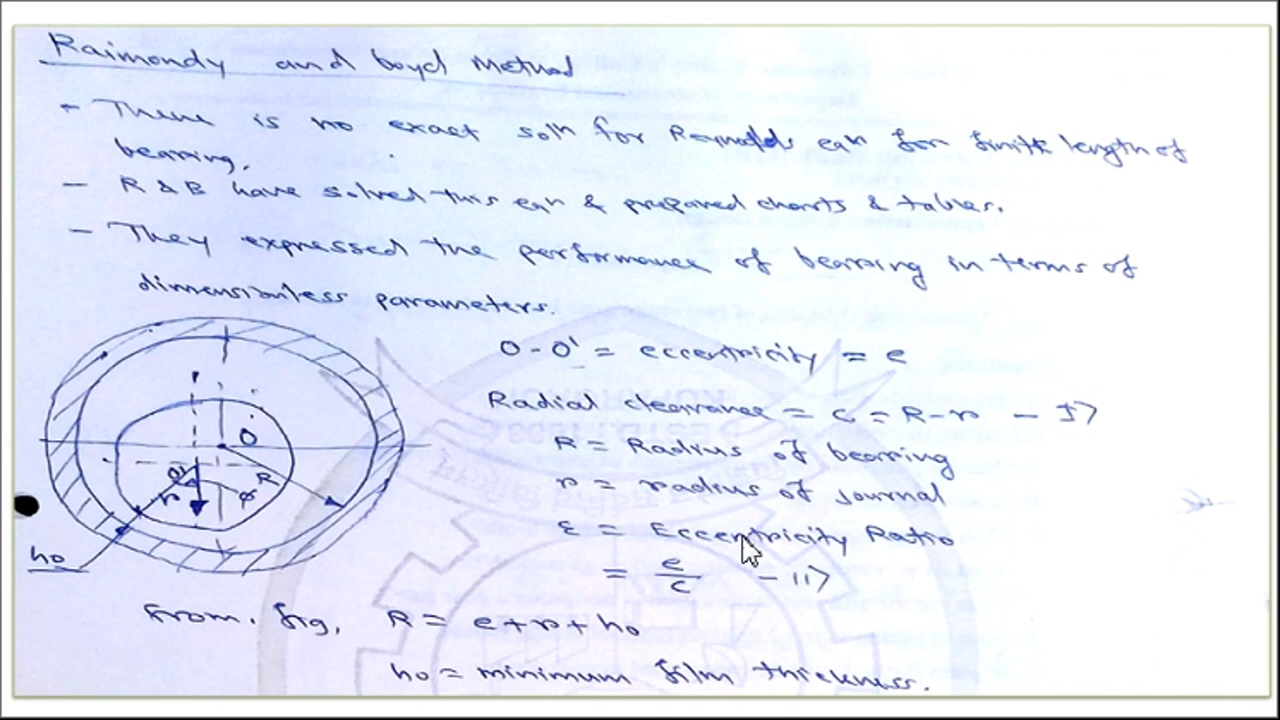 Raimondy and boyd Method
- There is no exact solⁿ for Raynolds eqⁿ for finite length of
bearing.
- R & B have solved this eqn & prepared charts & tables.
- They expressed the performance of bearing in terms of
dimensionless parameters.
O-O' = eccentricity = e
Radial clearance = c = R-r - I)
R = Radius of bearing
r = radius of Journal
ε = Eccentricity Ratio
= e/c - II)
O
O'
R
r
φ
ho
from. fig, R = e+r+ho
ho = minimum film thickness.